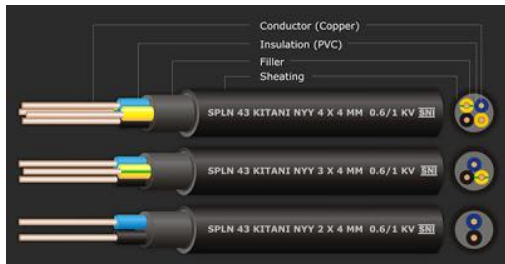 Conductor (Copper)
Insulation (PVC)
Filler
Sheating
SPLN 43 KITANI NYY 4 X 4 MM 0.6/1 KV SNI
SPLN 43 KITANI NYY 3 X 4 MM 0.6/1 KV SNI
SPLN 43 KITANI NYY 2 X 4 MM 0.6/1 KV SNI